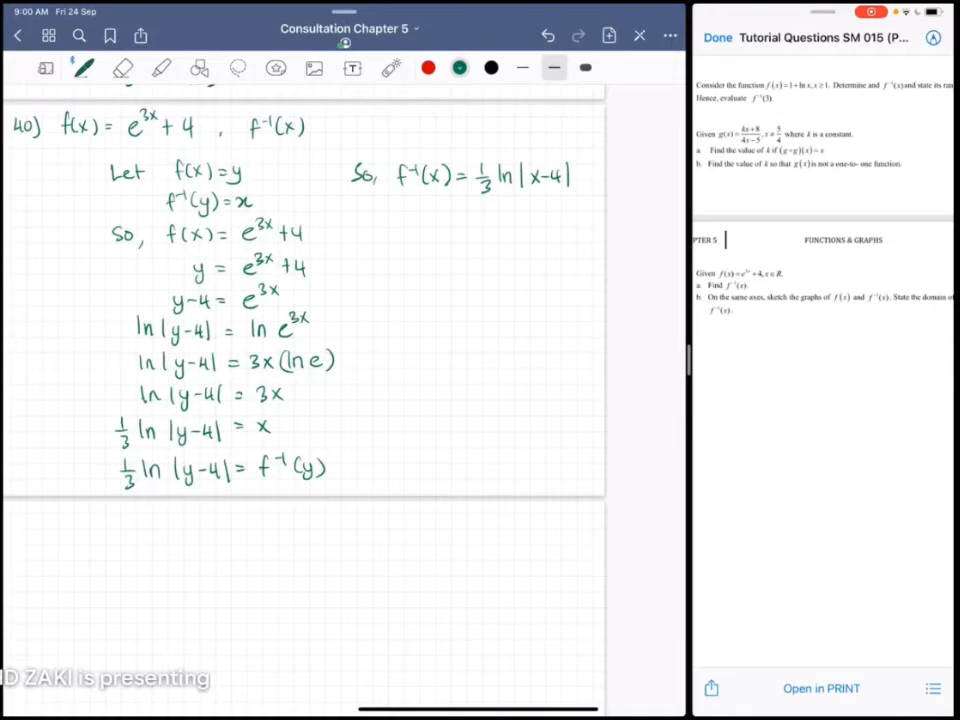 9:00 AM Fri 24 Sep
Consultation Chapter 5
40) f(x) = e^3x + 4 , f⁻¹(x)
Let f(x) = y
f⁻¹(y) = x
So, f(x) = e^3x + 4
y = e^3x + 4
y-4 = e^3x
ln|y-4| = ln e^3x
ln|y-4| = 3x(ln e)
ln|y-4| = 3x
1/3 ln |y-4| = x
1/3 ln |y-4| = f⁻¹(y)
So, f⁻¹(x) = 1/3 ln |x-4|
D ZAKI is presenting
Done Tutorial Questions SM 015 (P...
Consider the function f(x) = 1 + ln x, x ≥ 1. Determine and f⁻¹(x) and state its ran
Hence, evaluate f⁻¹(3).
Given g(x) = (kx+8)/(4x-5), x ≠ 5/4 where k is a constant.
a. Find the value of k if (g∘g)(x) = x
b. Find the value of k so that g(x) is not a one-to-one function.
PTER 5 FUNCTIONS & GRAPHS
Given f(x) = e^3x + 4, x ∈ R.
a. Find f⁻¹(x).
b. On the same axes, sketch the graphs of f(x) and f⁻¹(x). State the domain of
f⁻¹(x).
Open in PRINT